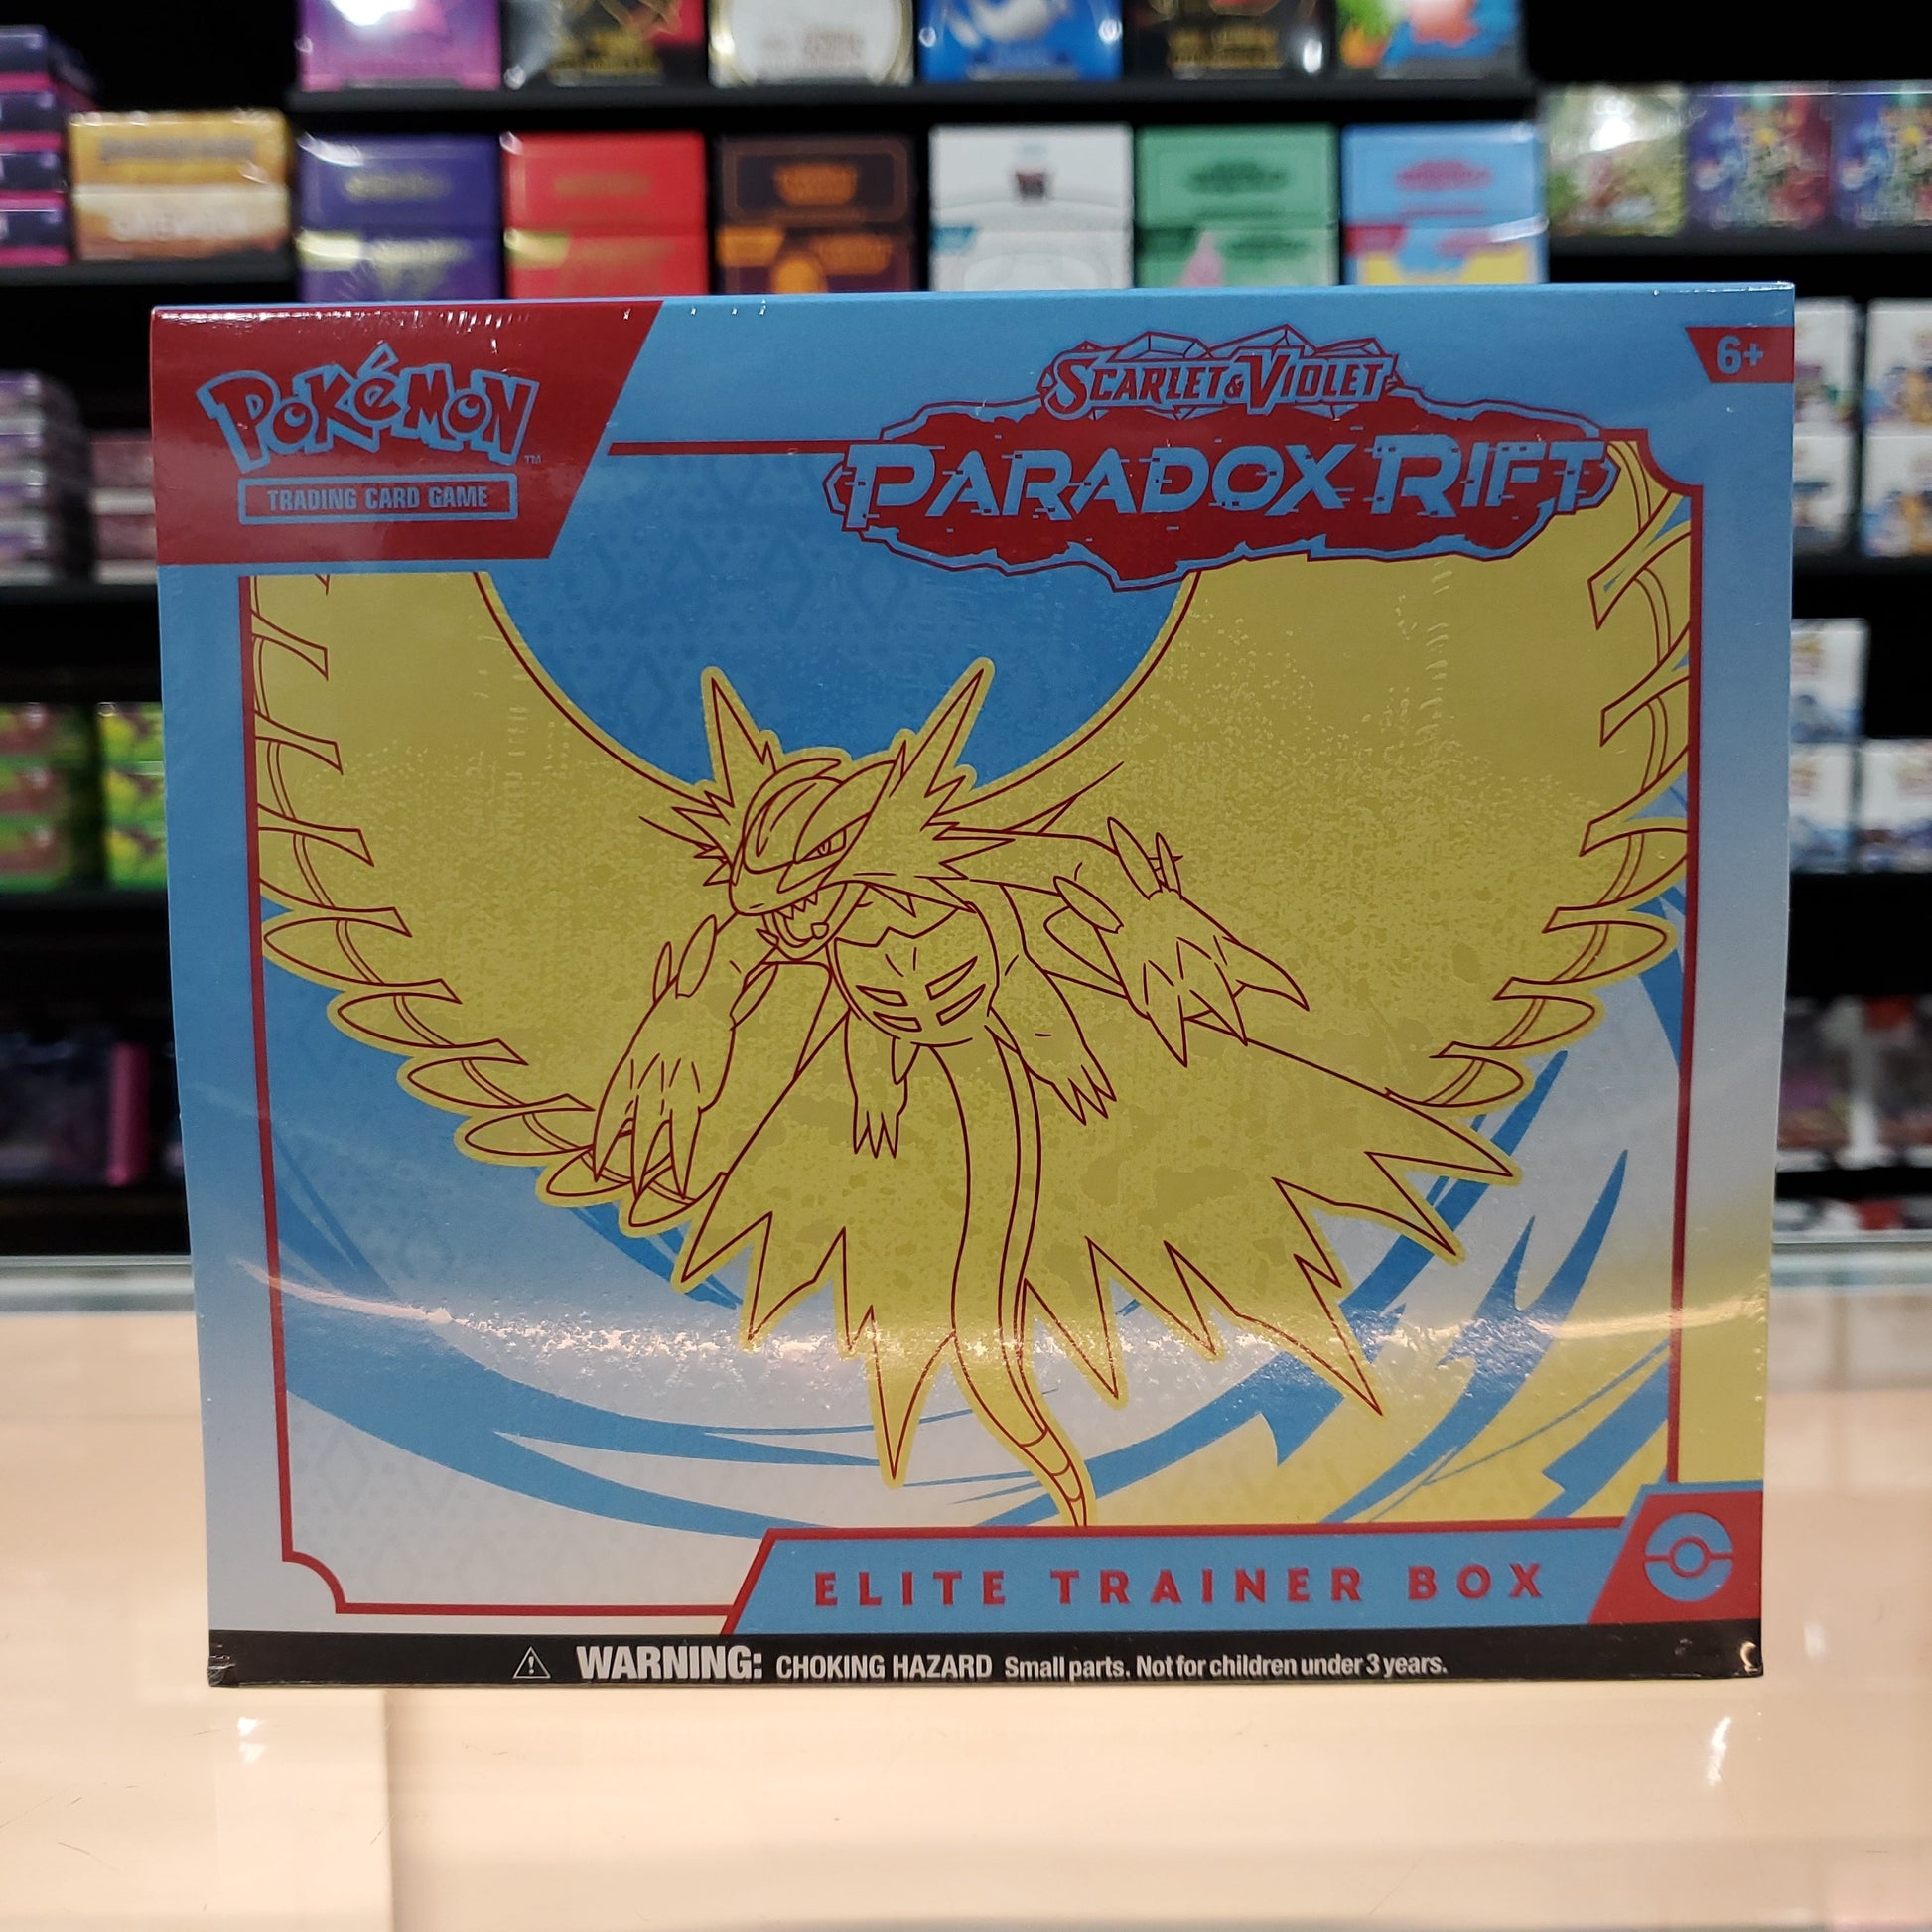 POKéMON
TM
TRADING CARD GAME
SCARLET & VIOLET
PARADOX RIFT
6+
ELITE TRAINER BOX
WARNING: CHOKING HAZARD Small parts. Not for children under 3 years.